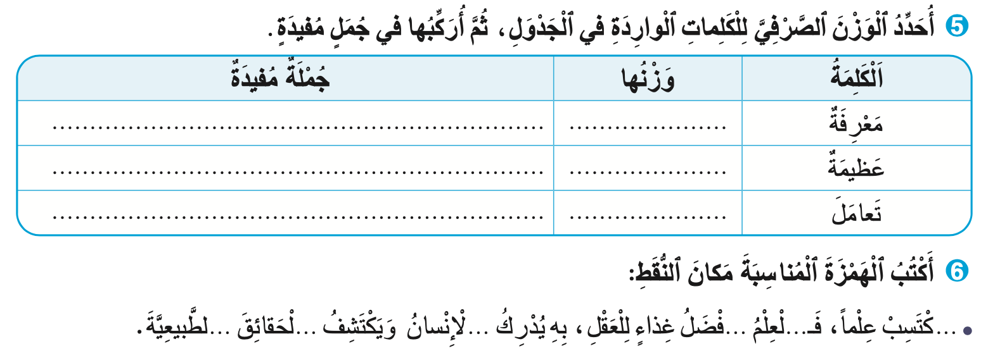 5 أُحَدِّدُ ٱلْوَزْنَ ٱلصَّرْفِيَّ لِلْكَلِماتِ ٱلْوارِدَةِ في ٱلْجَدْوَلِ، ثُمَّ أُرَكِّبُها في جُمَلٍ مُفيدَةٍ.
اَلْكَلِمَةُ وَزْنُها جُمْلَةٌ مُفيدَةٌ
مَعْرِفَةٌ ..................... .................................................................
عَظيمَةٌ ..................... .................................................................
تَعامَلَ ..................... .................................................................
6 أَكْتُبُ ٱلْهَمْزَةَ ٱلْمُناسِبَةَ مَكانَ ٱلنُّقَطِ:
• ...كْتَسِبْ عِلْماً، فَـ...لْعِلْمُ ...فْضَلُ غِذاءٍ لِلْعَقْلِ، بِهِ يُدْرِكُ ...لْإِنْسانُ وَيَكْتَشِفُ ...لْحَقائِقَ ...لطَّبيعِيَّةَ.